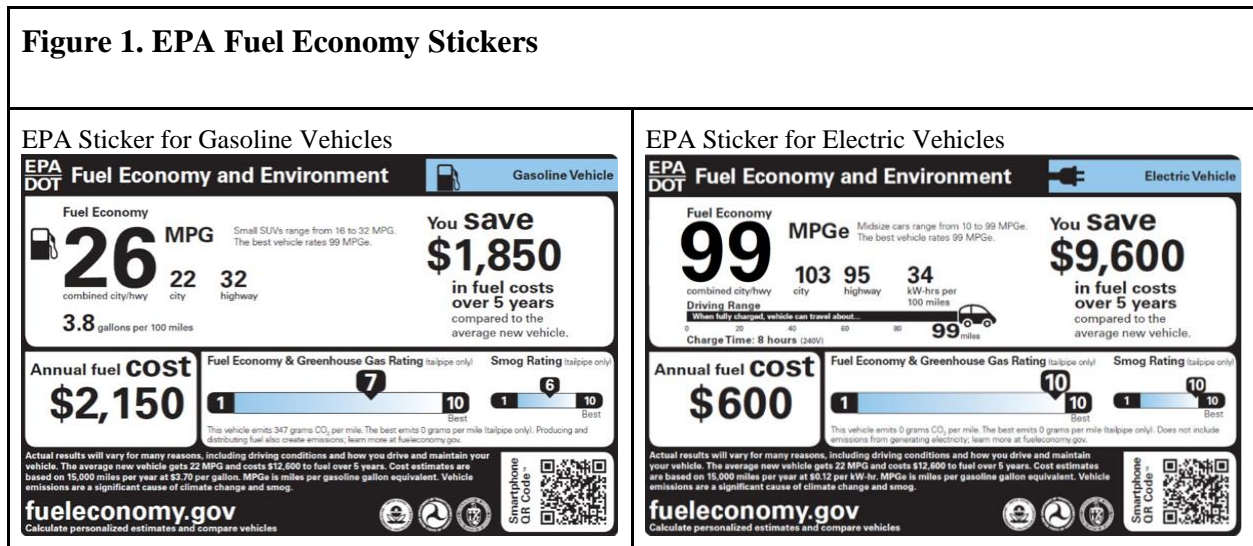 Figure 1. EPA Fuel Economy Stickers
EPA Sticker for Gasoline Vehicles
EPA
DOT
Fuel Economy and Environment
Gasoline Vehicle
Fuel Economy
26
MPG
Small SUVs range from 16 to 32 MPG.
The best vehicle rates 99 MPGe.
22
32
combined city/hwy
city
highway
3.8 gallons per 100 miles
You save
$1,850
in fuel costs
over 5 years
compared to the
average new vehicle.
Annual fuel cost
$2,150
Fuel Economy & Greenhouse Gas Rating (tailpipe only)
7
1
10
Best
Smog Rating (tailpipe only)
6
1
10
Best
This vehicle emits 347 grams CO₂ per mile. The best emits 0 grams per mile (tailpipe only). Producing and
distributing fuel also create emissions; learn more at fueleconomy.gov.
Actual results will vary for many reasons, including driving conditions and how you drive and maintain your
vehicle. The average new vehicle gets 22 MPG and costs $12,600 to fuel over 5 years. Cost estimates are
based on 15,000 miles per year at $3.70 per gallon. MPGe is miles per gasoline gallon equivalent. Vehicle
emissions are a significant cause of climate change and smog.
fueleconomy.gov
Calculate personalized estimates and compare vehicles
Smartphone
QR Code™
EPA Sticker for Electric Vehicles
EPA
DOT
Fuel Economy and Environment
Electric Vehicle
Fuel Economy
99
MPGe
Midsize cars range from 10 to 99 MPGe.
The best vehicle rates 99 MPGe.
103
95
34
combined city/hwy
city
highway
kW-hrs per
100 miles
Driving Range
When fully charged, vehicle can travel about...
0 20 40 60 80 99 miles
Charge Time: 8 hours (240V)
You save
$9,600
in fuel costs
over 5 years
compared to the
average new vehicle.
Annual fuel cost
$600
Fuel Economy & Greenhouse Gas Rating (tailpipe only)
10
1
10
Best
Smog Rating (tailpipe only)
10
1
10
Best
This vehicle emits 0 grams CO₂ per mile. The best emits 0 grams per mile (tailpipe only). Does not include
emissions from generating electricity; learn more at fueleconomy.gov.
Actual results will vary for many reasons, including driving conditions and how you drive and maintain
your vehicle. The average new vehicle gets 22 MPG and costs $12,600 to fuel over 5 years. Cost estimates
are based on 15,000 miles per year at $0.12 per kW-hr. MPGe is miles per gasoline gallon equivalent. Vehicle
emissions are a significant cause of climate change and smog.
fueleconomy.gov
Calculate personalized estimates and compare vehicles
Smartphone
QR Code™